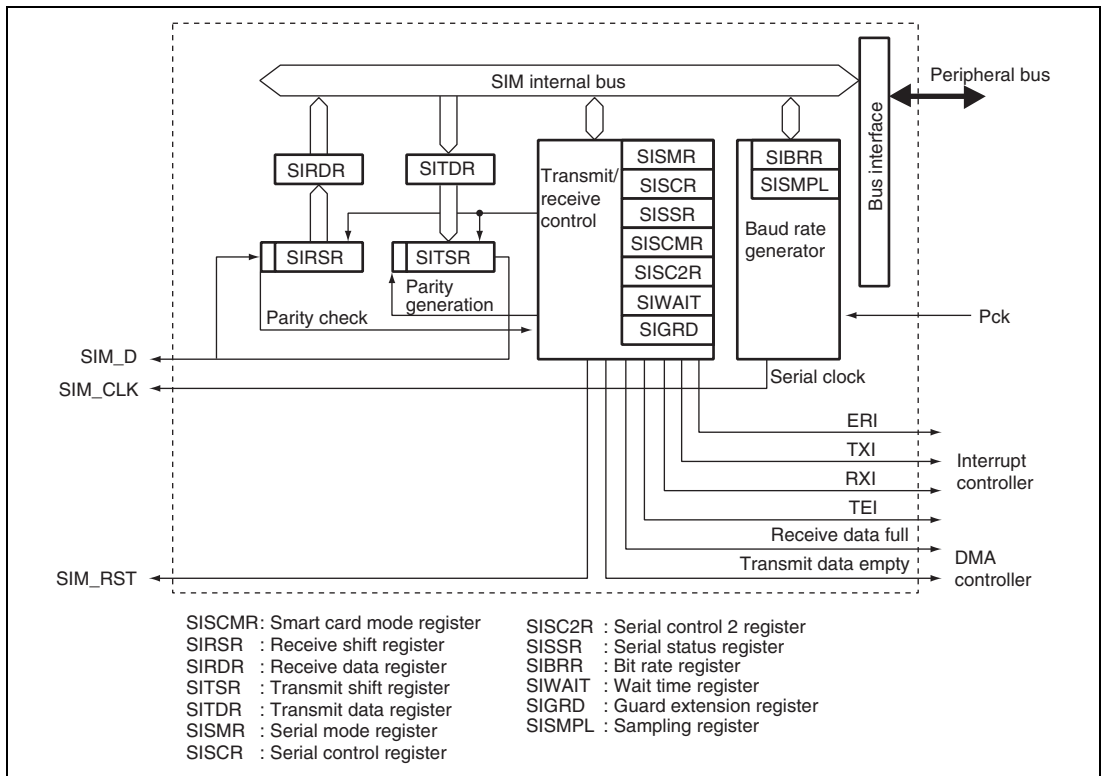 SIM internal bus
Peripheral bus
Bus interface
SIRDR
SITDR
Transmit/
receive
control
SISMR
SISCR
SISSR
SISCMR
SISC2R
SIWAIT
SIGRD
SIBRR
SISMPL
Baud rate
generator
SIRSR
SITSR
Parity
generation
Parity check
Pck
SIM_D
SIM_CLK
Serial clock
ERI
TXI
RXI
TEI
Interrupt
controller
Receive data full
Transmit data empty
DMA
controller
SIM_RST
SISCMR: Smart card mode register
SIRSR : Receive shift register
SIRDR : Receive data register
SITSR : Transmit shift register
SITDR : Transmit data register
SISMR : Serial mode register
SISCR : Serial control register
SISC2R : Serial control 2 register
SISSR : Serial status register
SIBRR : Bit rate register
SIWAIT : Wait time register
SIGRD : Guard extension register
SISMPL : Sampling register